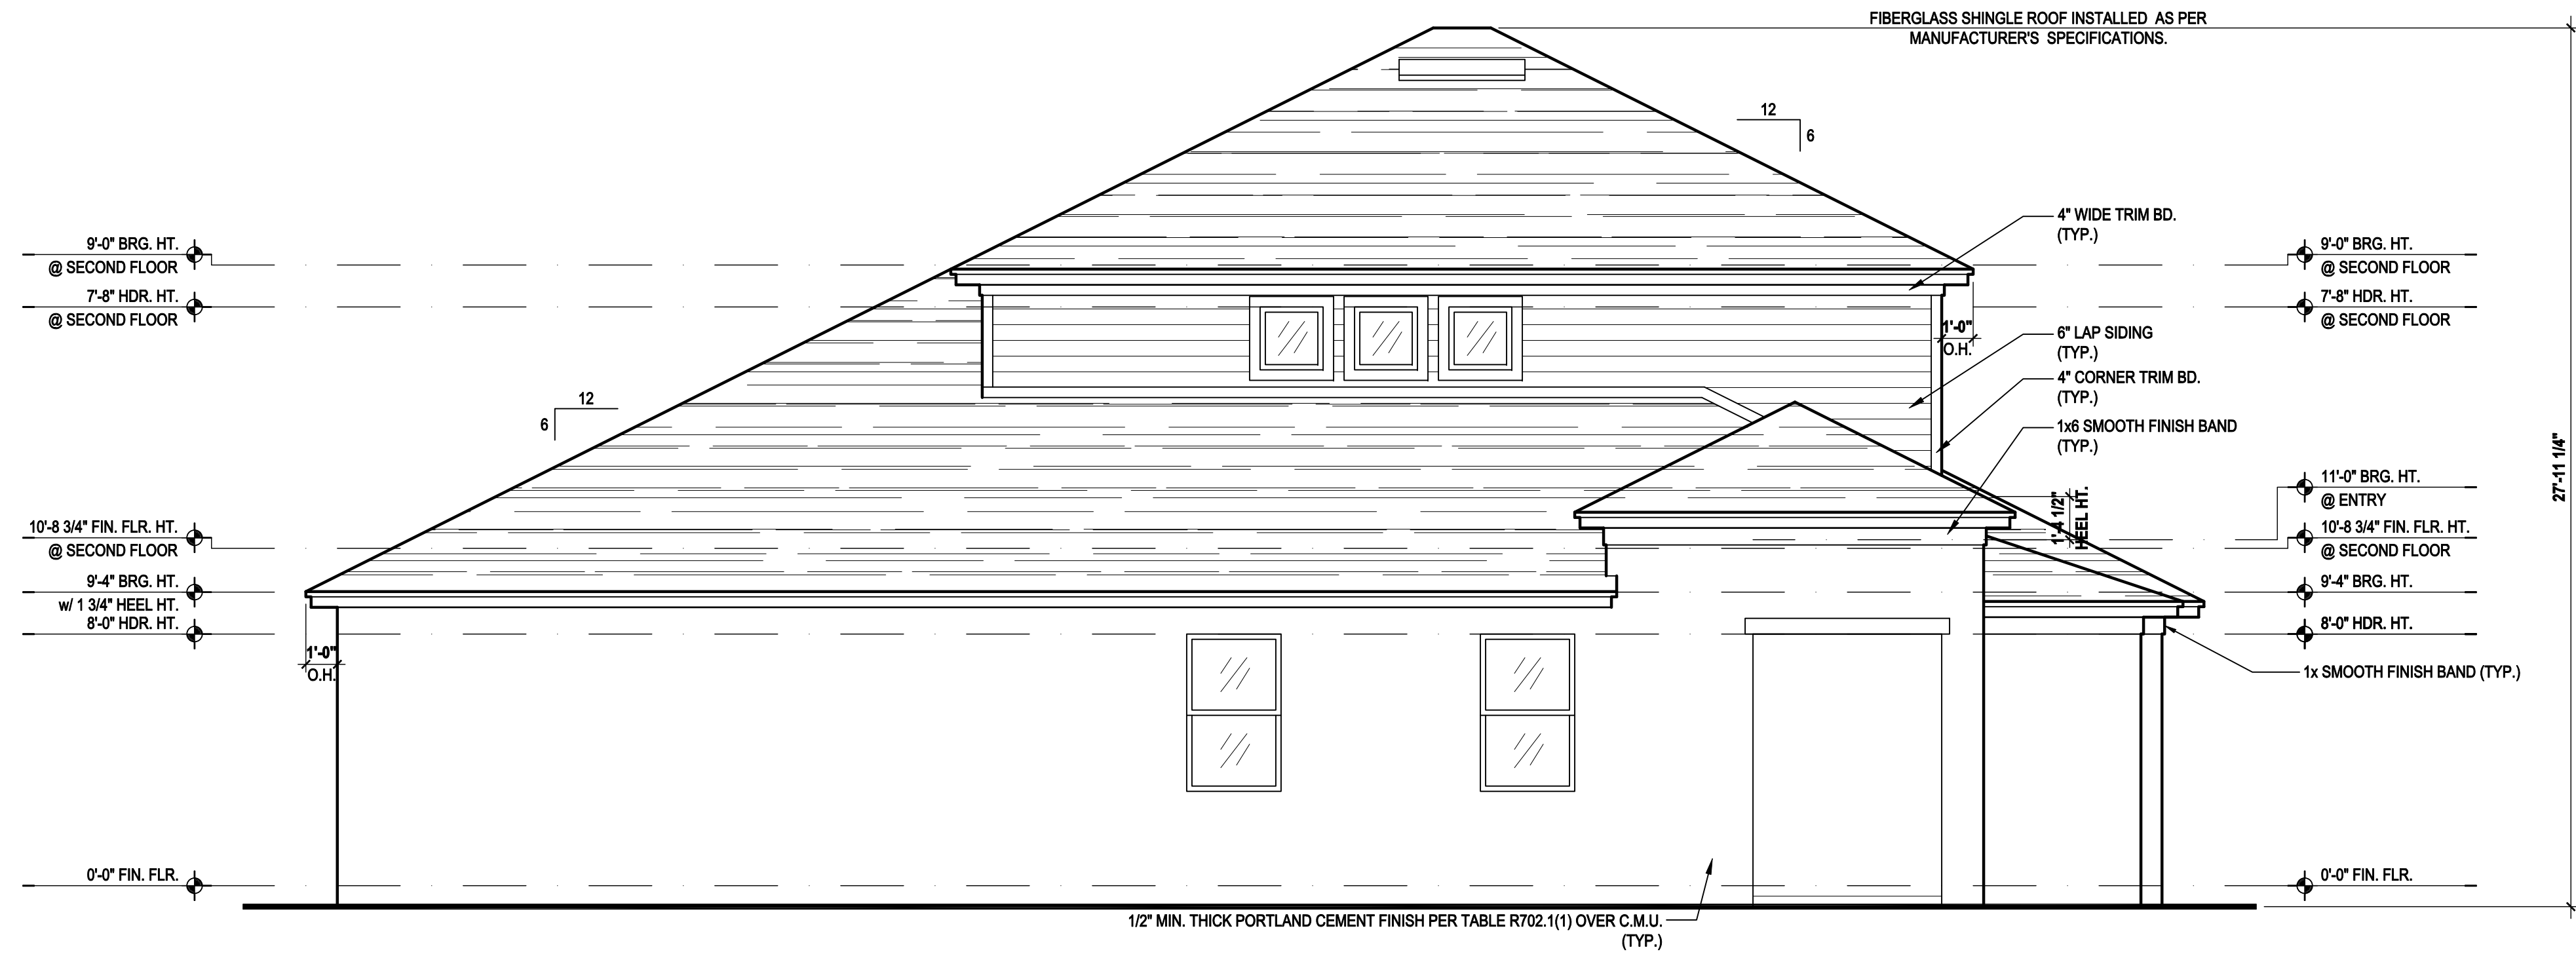 FIBERGLASS SHINGLE ROOF INSTALLED AS PER
MANUFACTURER'S SPECIFICATIONS.
12
6
4" WIDE TRIM BD.
(TYP.)
9'-0" BRG. HT.
@ SECOND FLOOR
7'-8" HDR. HT.
@ SECOND FLOOR
9'-0" BRG. HT.
@ SECOND FLOOR
7'-8" HDR. HT.
@ SECOND FLOOR
1'-0"
O.H.
6" LAP SIDING
(TYP.)
4" CORNER TRIM BD.
(TYP.)
12
6
1x6 SMOOTH FINISH BAND
(TYP.)
27'-11 1/4"
11'-0" BRG. HT.
@ ENTRY
1'-4 1/2"
HEEL HT.
10'-8 3/4" FIN. FLR. HT.
@ SECOND FLOOR
10'-8 3/4" FIN. FLR. HT.
@ SECOND FLOOR
9'-4" BRG. HT.
w/ 1 3/4" HEEL HT.
8'-0" HDR. HT.
9'-4" BRG. HT.
8'-0" HDR. HT.
1'-0"
O.H.
1x SMOOTH FINISH BAND (TYP.)
0'-0" FIN. FLR.
0'-0" FIN. FLR.
1/2" MIN. THICK PORTLAND CEMENT FINISH PER TABLE R702.1(1) OVER C.M.U.
(TYP.)